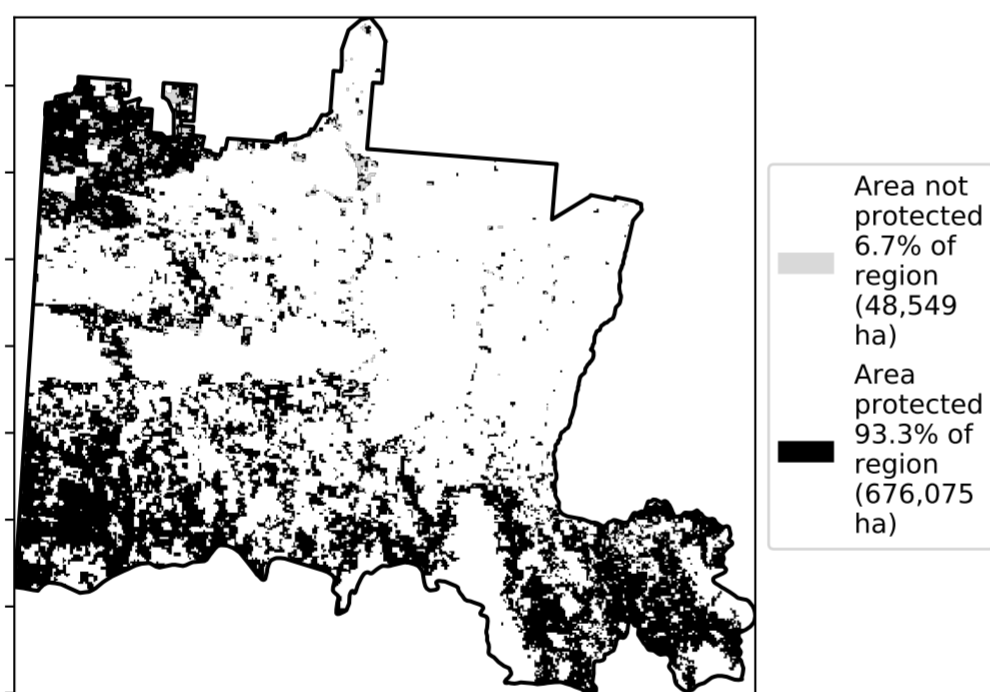 Area not
protected
6.7% of
region
(48,549
ha)
Area
protected
93.3% of
region
(676,075
ha)